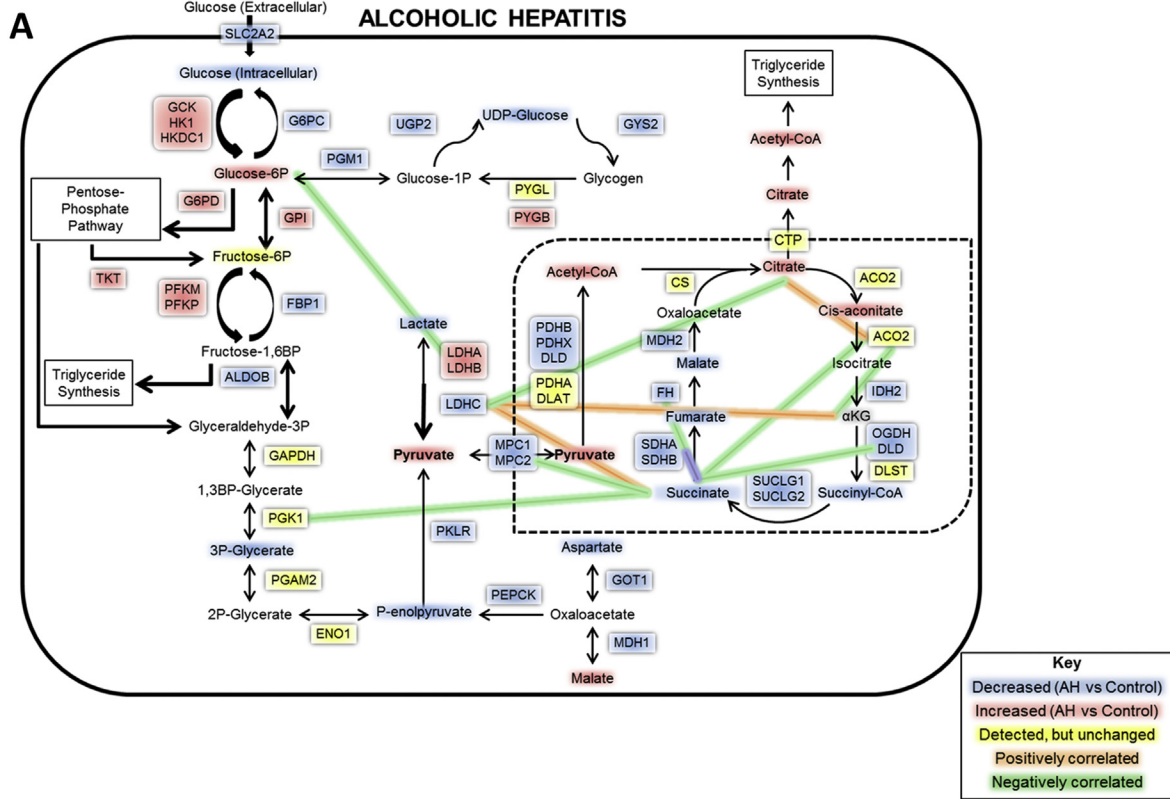 A
ALCOHOLIC HEPATITIS
Glucose (Extracellular)
SLC2A2
Glucose (Intracellular)
GCK
HK1
HKDC1
G6PC
Glucose-6P
PGM1
Glucose-1P
UGP2
UDP-Glucose
GYS2
Glycogen
PYGL
PYGB
Pentose-
Phosphate
Pathway
G6PD
GPI
TKT
Fructose-6P
PFKM
PFKP
FBP1
Fructose-1,6BP
Triglyceride
Synthesis
ALDOB
Glyceraldehyde-3P
GAPDH
1,3BP-Glycerate
PGK1
3P-Glycerate
PGAM2
2P-Glycerate
ENO1
P-enolpyruvate
PKLR
PEPCK
Lactate
LDHA
LDHB
LDHC
Pyruvate
MPC1
MPC2
Pyruvate
Acetyl-CoA
PDHB
PDHX
DLD
PDHA
DLAT
Triglyceride
Synthesis
Acetyl-CoA
Citrate
CTP
Citrate
CS
ACO2
Oxaloacetate
Cis-aconitate
MDH2
ACO2
Malate
Isocitrate
FH
IDH2
Fumarate
αKG
SDHA
SDHB
OGDH
DLD
DLST
Succinate
SUCLG1
SUCLG2
Succinyl-CoA
Aspartate
GOT1
Oxaloacetate
MDH1
Malate
Key
Decreased (AH vs Control)
Increased (AH vs Control)
Detected, but unchanged
Positively correlated
Negatively correlated